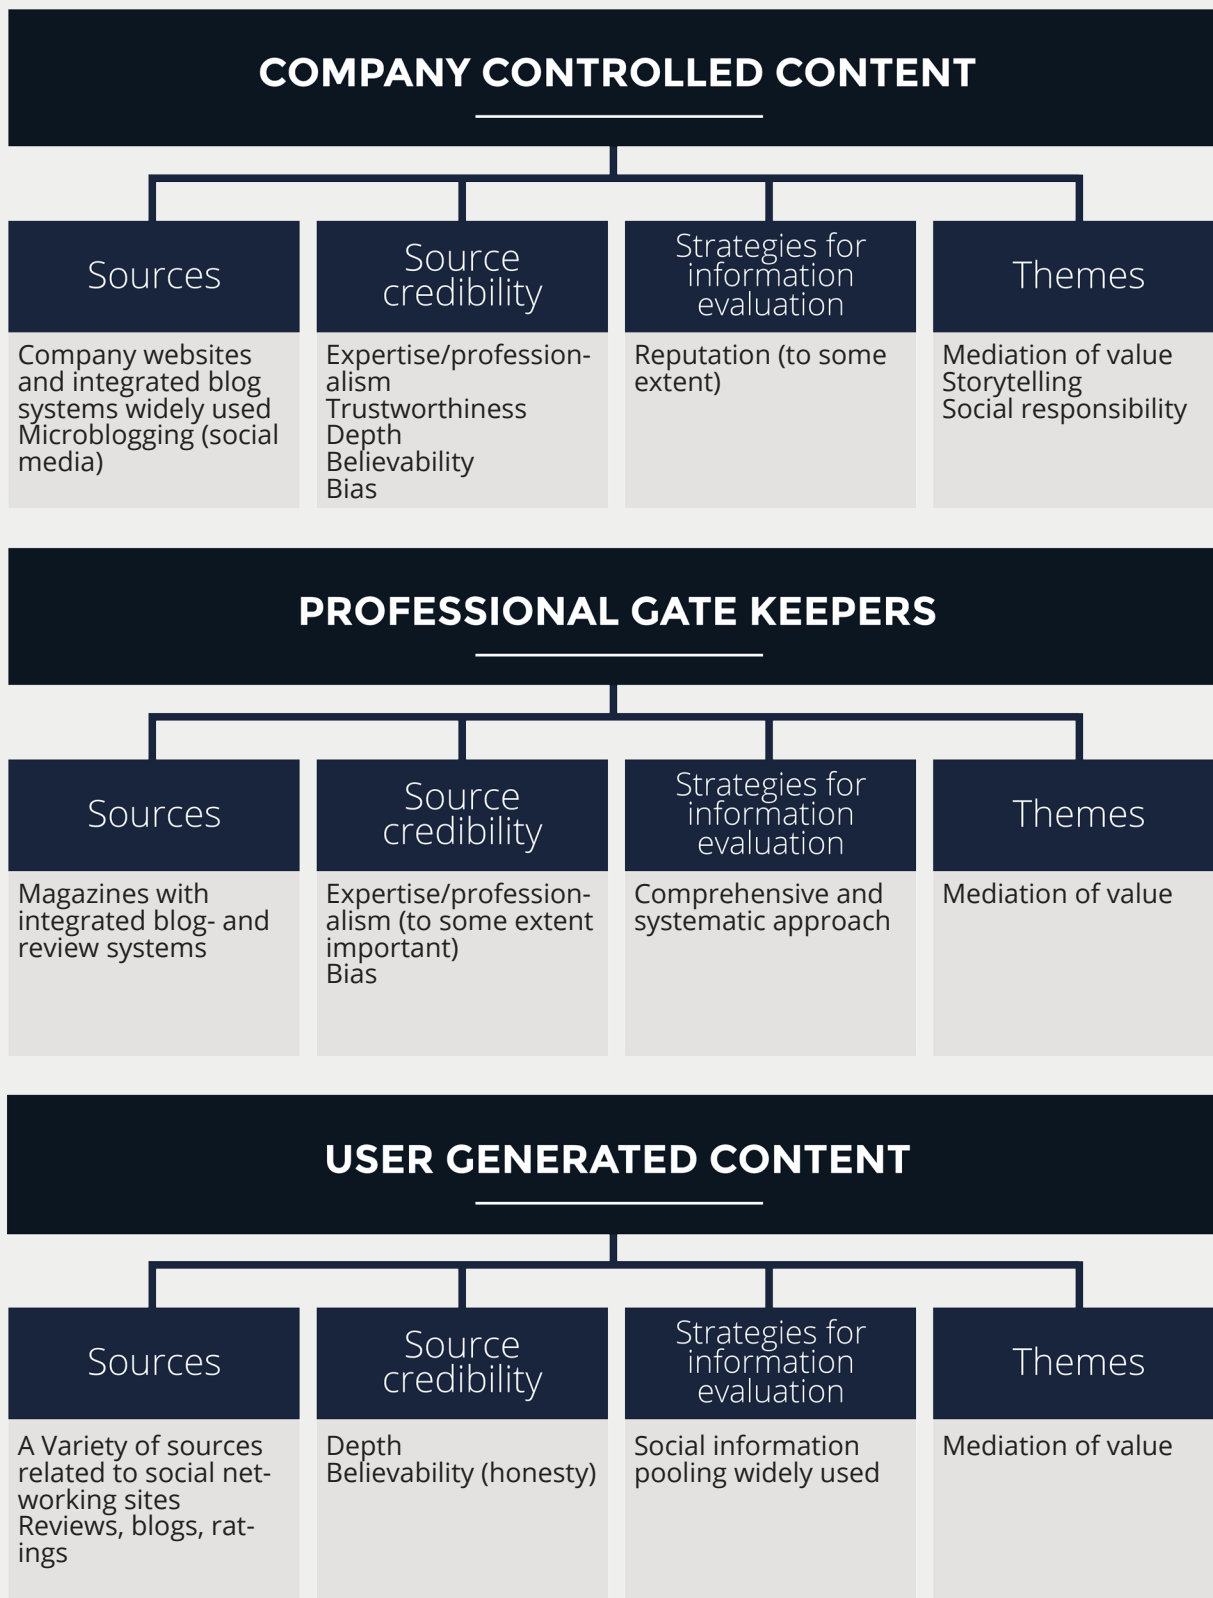 COMPANY CONTROLLED CONTENT
Sources
Company websites
and integrated blog
systems widely used
Microblogging (social
media)
Source
credibility
Expertise/profession-
alism
Trustworthiness
Depth
Believability
Bias
Strategies for
information
evaluation
Reputation (to some
extent)
Themes
Mediation of value
Storytelling
Social responsibility
PROFESSIONAL GATE KEEPERS
Sources
Magazines with
integrated blog- and
review systems
Source
credibility
Expertise/profession-
alism (to some extent
important)
Bias
Strategies for
information
evaluation
Comprehensive and
systematic approach
Themes
Mediation of value
USER GENERATED CONTENT
Sources
A Variety of sources
related to social net-
working sites
Reviews, blogs, rat-
ings
Source
credibility
Depth
Believability (honesty)
Strategies for
information
evaluation
Social information
pooling widely used
Themes
Mediation of value